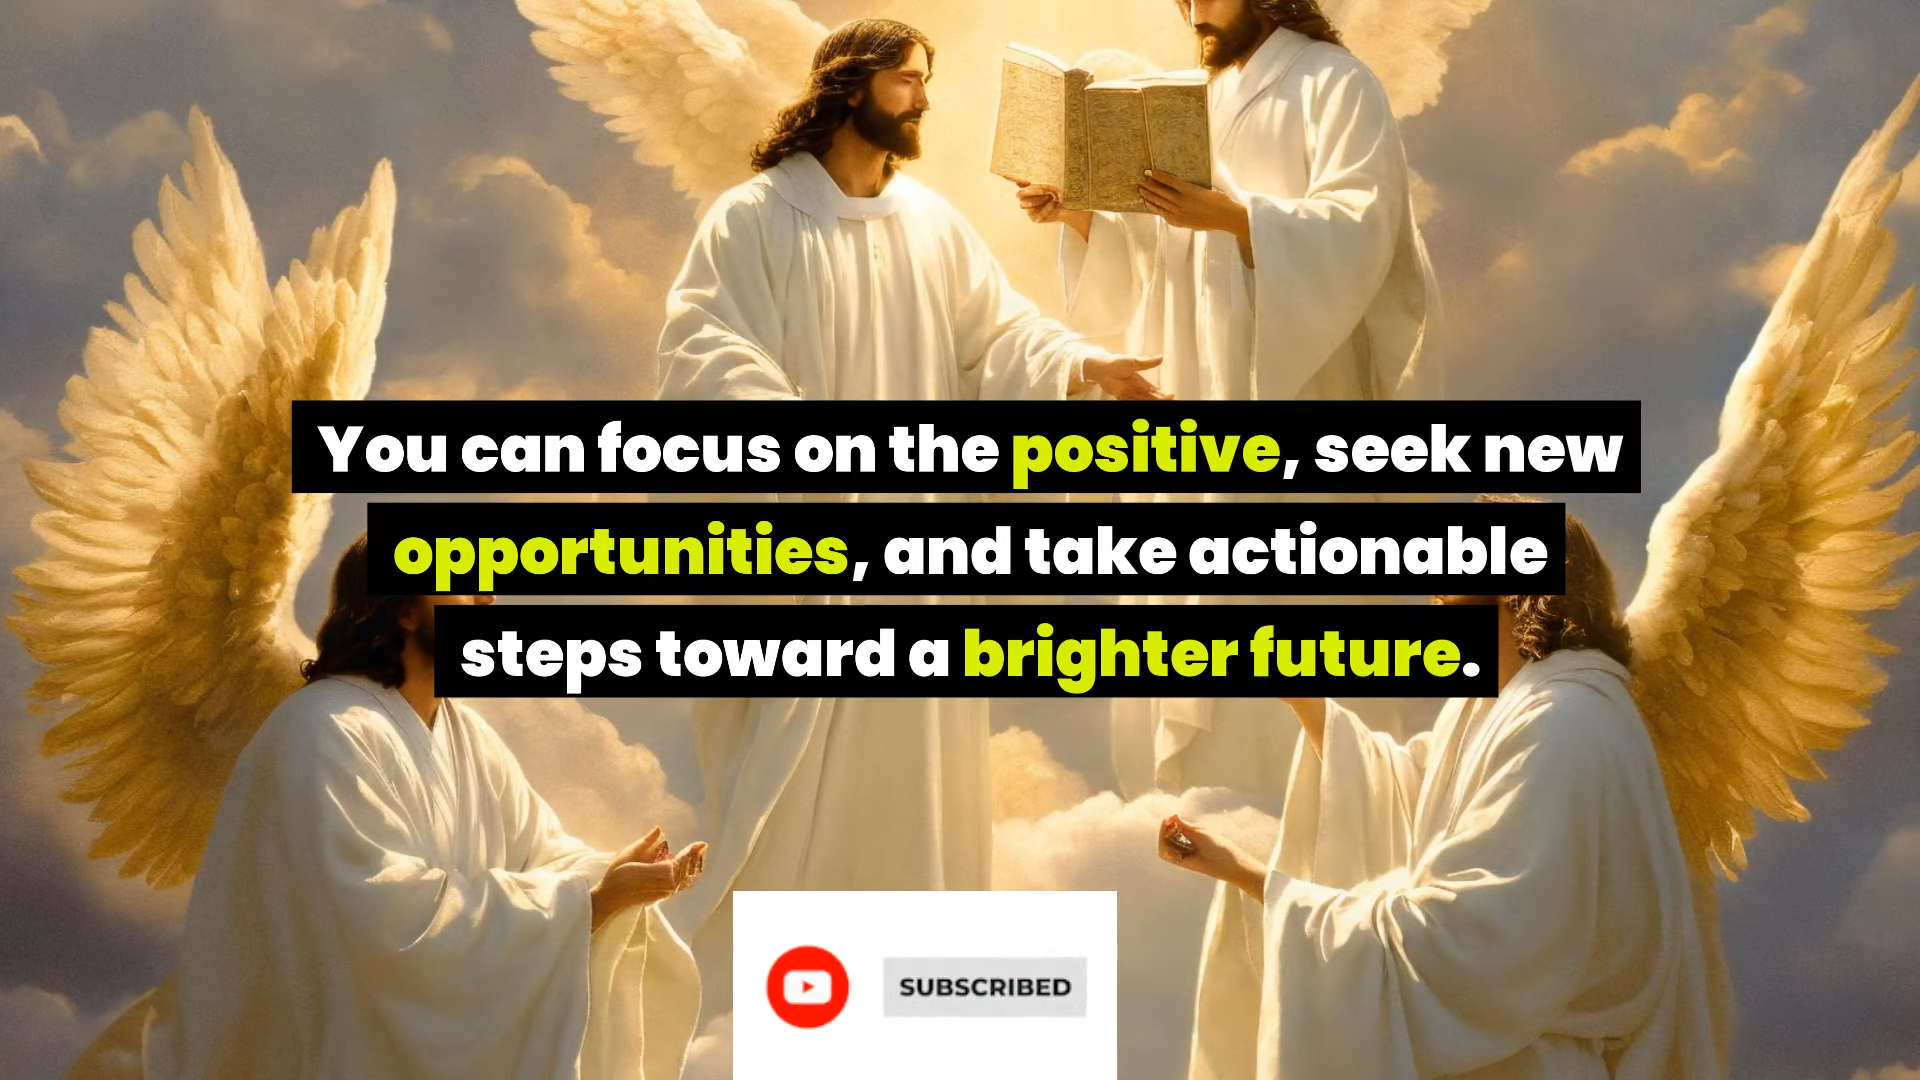 You can focus on the positive, seek new
opportunities, and take actionable
steps toward a brighter future.
SUBSCRIBED